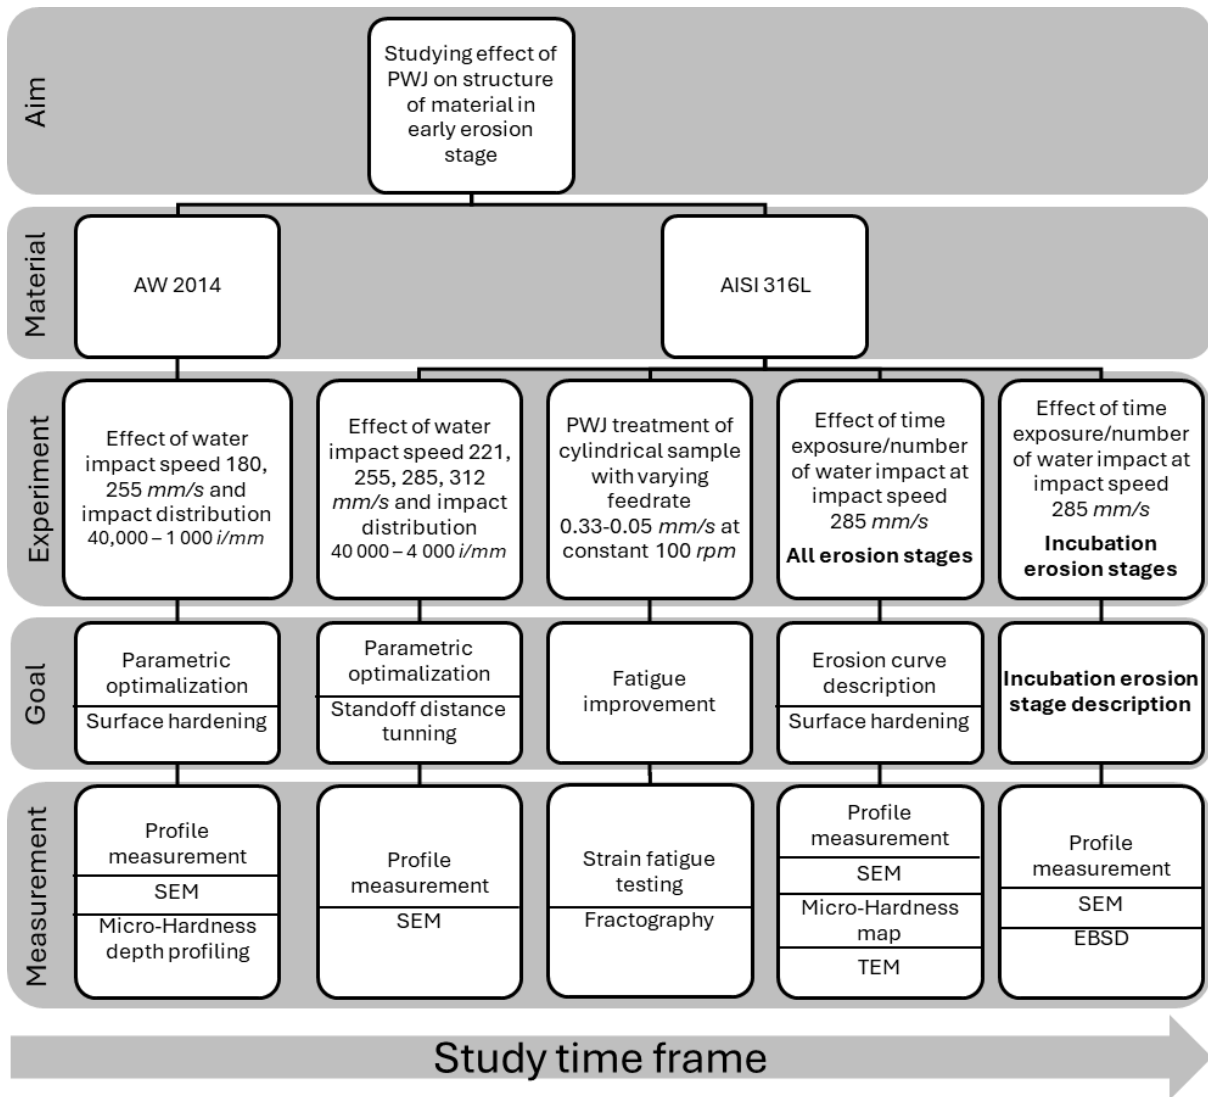 Aim
Studying effect of
PWJ on structure
of material in
early erosion
stage
Material
AW 2014
AISI 316L
Experiment
Effect of water
impact speed 180,
255 mm/s and
impact distribution
40,000 – 1 000 i/mm
Effect of water
impact speed 221,
255, 285, 312
mm/s and impact
distribution
40 000 – 4 000 i/mm
PWJ treatment of
cylindrical sample
with varying
feedrate
0.33-0.05 mm/s at
constant 100 rpm
Effect of time
exposure/number
of water impact at
impact speed
285 mm/s
All erosion stages
Effect of time
exposure/number
of water impact at
impact speed
285 mm/s
Incubation
erosion stages
Goal
Parametric
optimalization
Surface hardening
Parametric
optimalization
Standoff distance
tunning
Fatigue
improvement
Erosion curve
description
Surface hardening
Incubation erosion
stage description
Measurement
Profile
measurement
SEM
Micro-Hardness
depth profiling
Profile
measurement
SEM
Strain fatigue
testing
Fractography
Profile
measurement
SEM
Micro-Hardness
map
TEM
Profile
measurement
SEM
EBSD
Study time frame